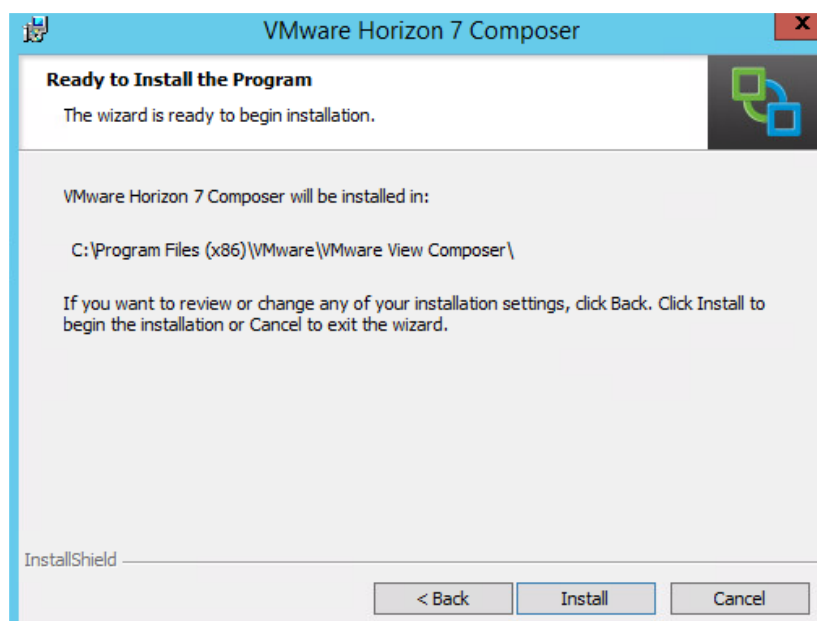 VMware Horizon 7 Composer
x
Ready to Install the Program
The wizard is ready to begin installation.
VMware Horizon 7 Composer will be installed in:
C:\Program Files (x86)\VMware\VMware View Composer\
If you want to review or change any of your installation settings, click Back. Click Install to
begin the installation or Cancel to exit the wizard.
InstallShield
< Back
Install
Cancel